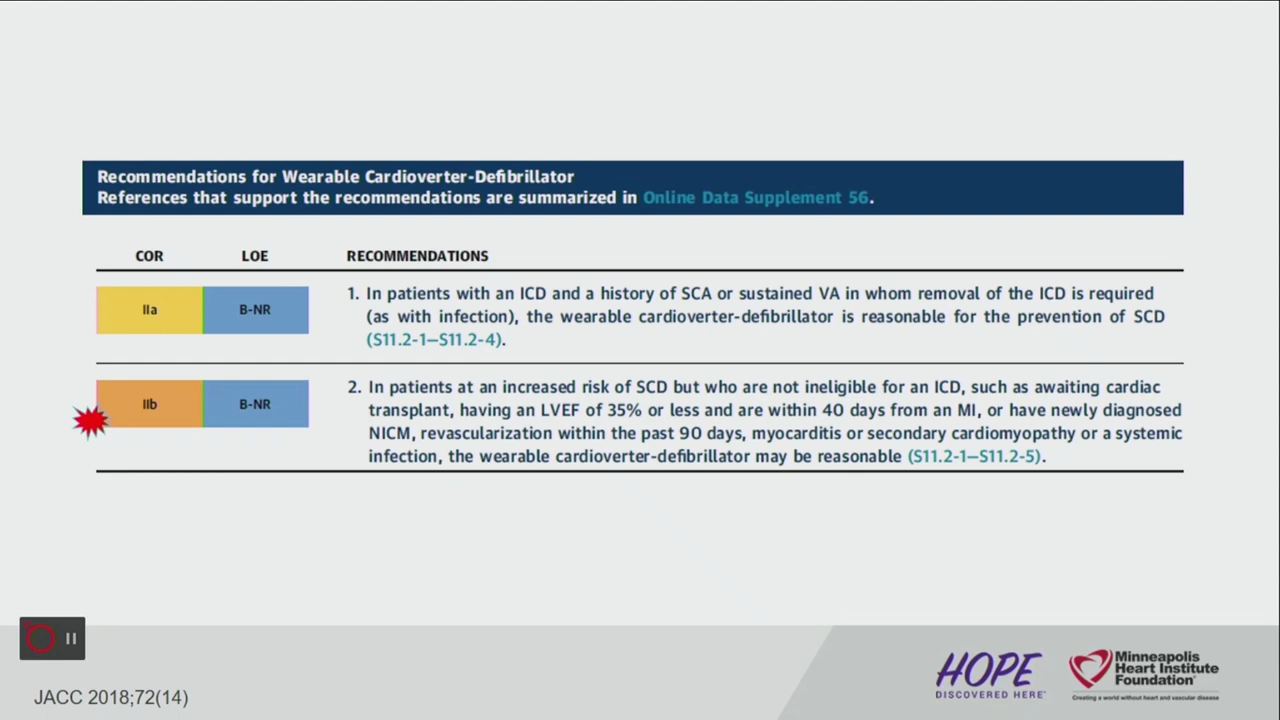 Recommendations for Wearable Cardioverter-Defibrillator
References that support the recommendations are summarized in Online Data Supplement 56.
COR LOE RECOMMENDATIONS
IIa B-NR
1. In patients with an ICD and a history of SCA or sustained VA in whom removal of the ICD is required
(as with infection), the wearable cardioverter-defibrillator is reasonable for the prevention of SCD
(S11.2-1—S11.2-4).
IIb B-NR
2. In patients at an increased risk of SCD but who are not ineligible for an ICD, such as awaiting cardiac
transplant, having an LVEF of 35% or less and are within 40 days from an MI, or have newly diagnosed
NICM, revascularization within the past 90 days, myocarditis or secondary cardiomyopathy or a systemic
infection, the wearable cardioverter-defibrillator may be reasonable (S11.2-1—S11.2-5).
JACC 2018;72(14)
HOPE
DISCOVERED HERE
Minneapolis
Heart Institute
Foundation
Creating a world without heart and vascular disease